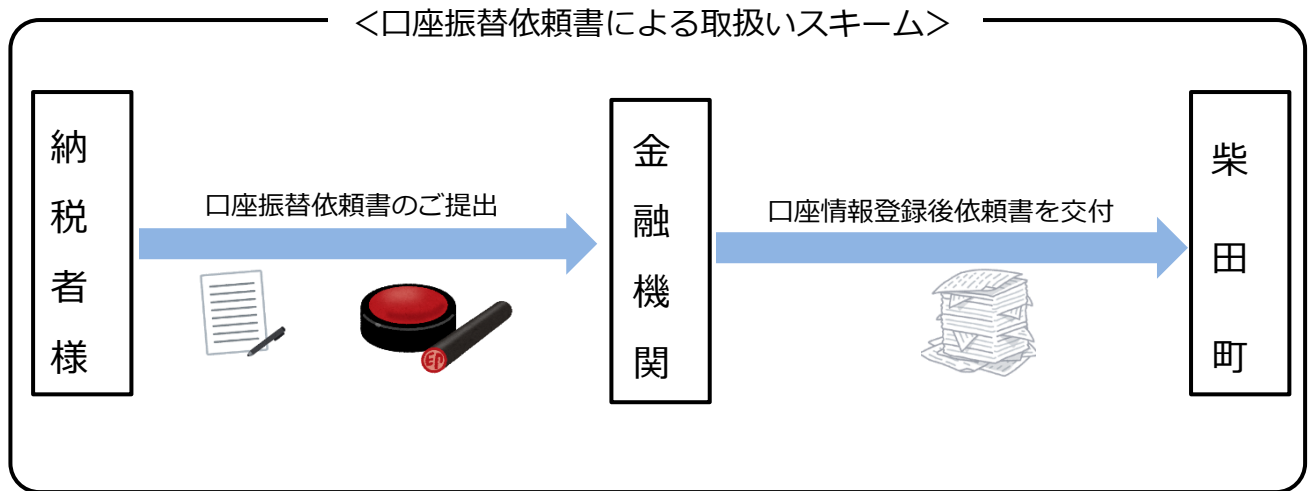 <口座振替依頼書による取扱いスキーム>
納税者様
口座振替依頼書のご提出
印
金融機関
口座情報登録後依頼書を交付
柴田町